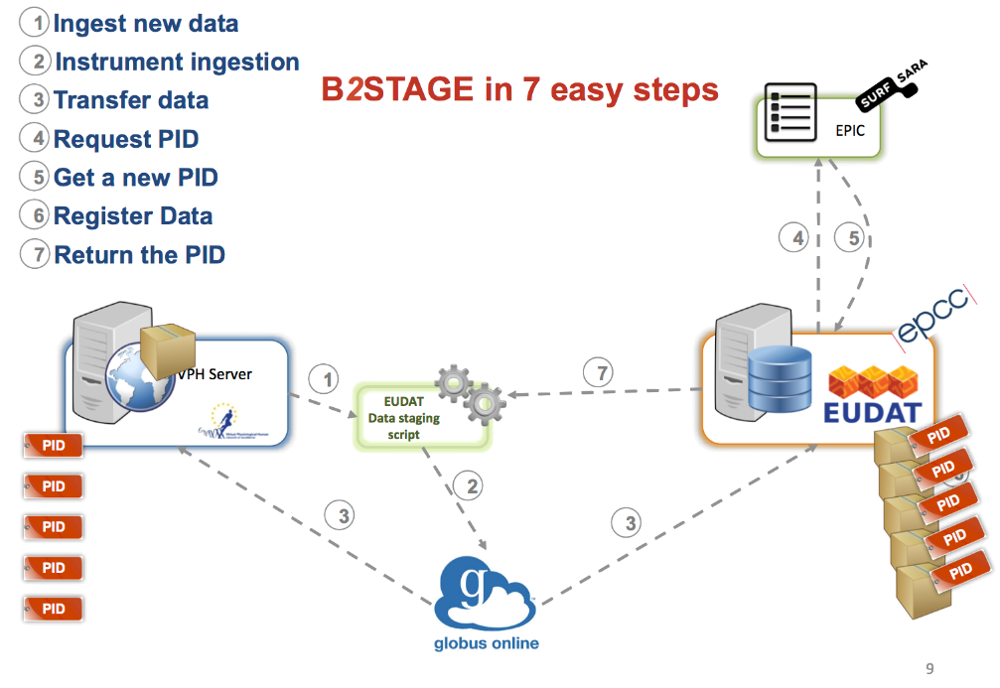 1 Ingest new data
2 Instrument ingestion
3 Transfer data
4 Request PID
5 Get a new PID
6 Register Data
7 Return the PID
B2STAGE in 7 easy steps
SURF SARA
EPIC
4
5
epcc
VPH Server
1
EUDAT
Data staging
script
7
EUDAT
2
3
3
PID
PID
PID
PID
PID
PID
PID
PID
PID
PID
g
globus online
9